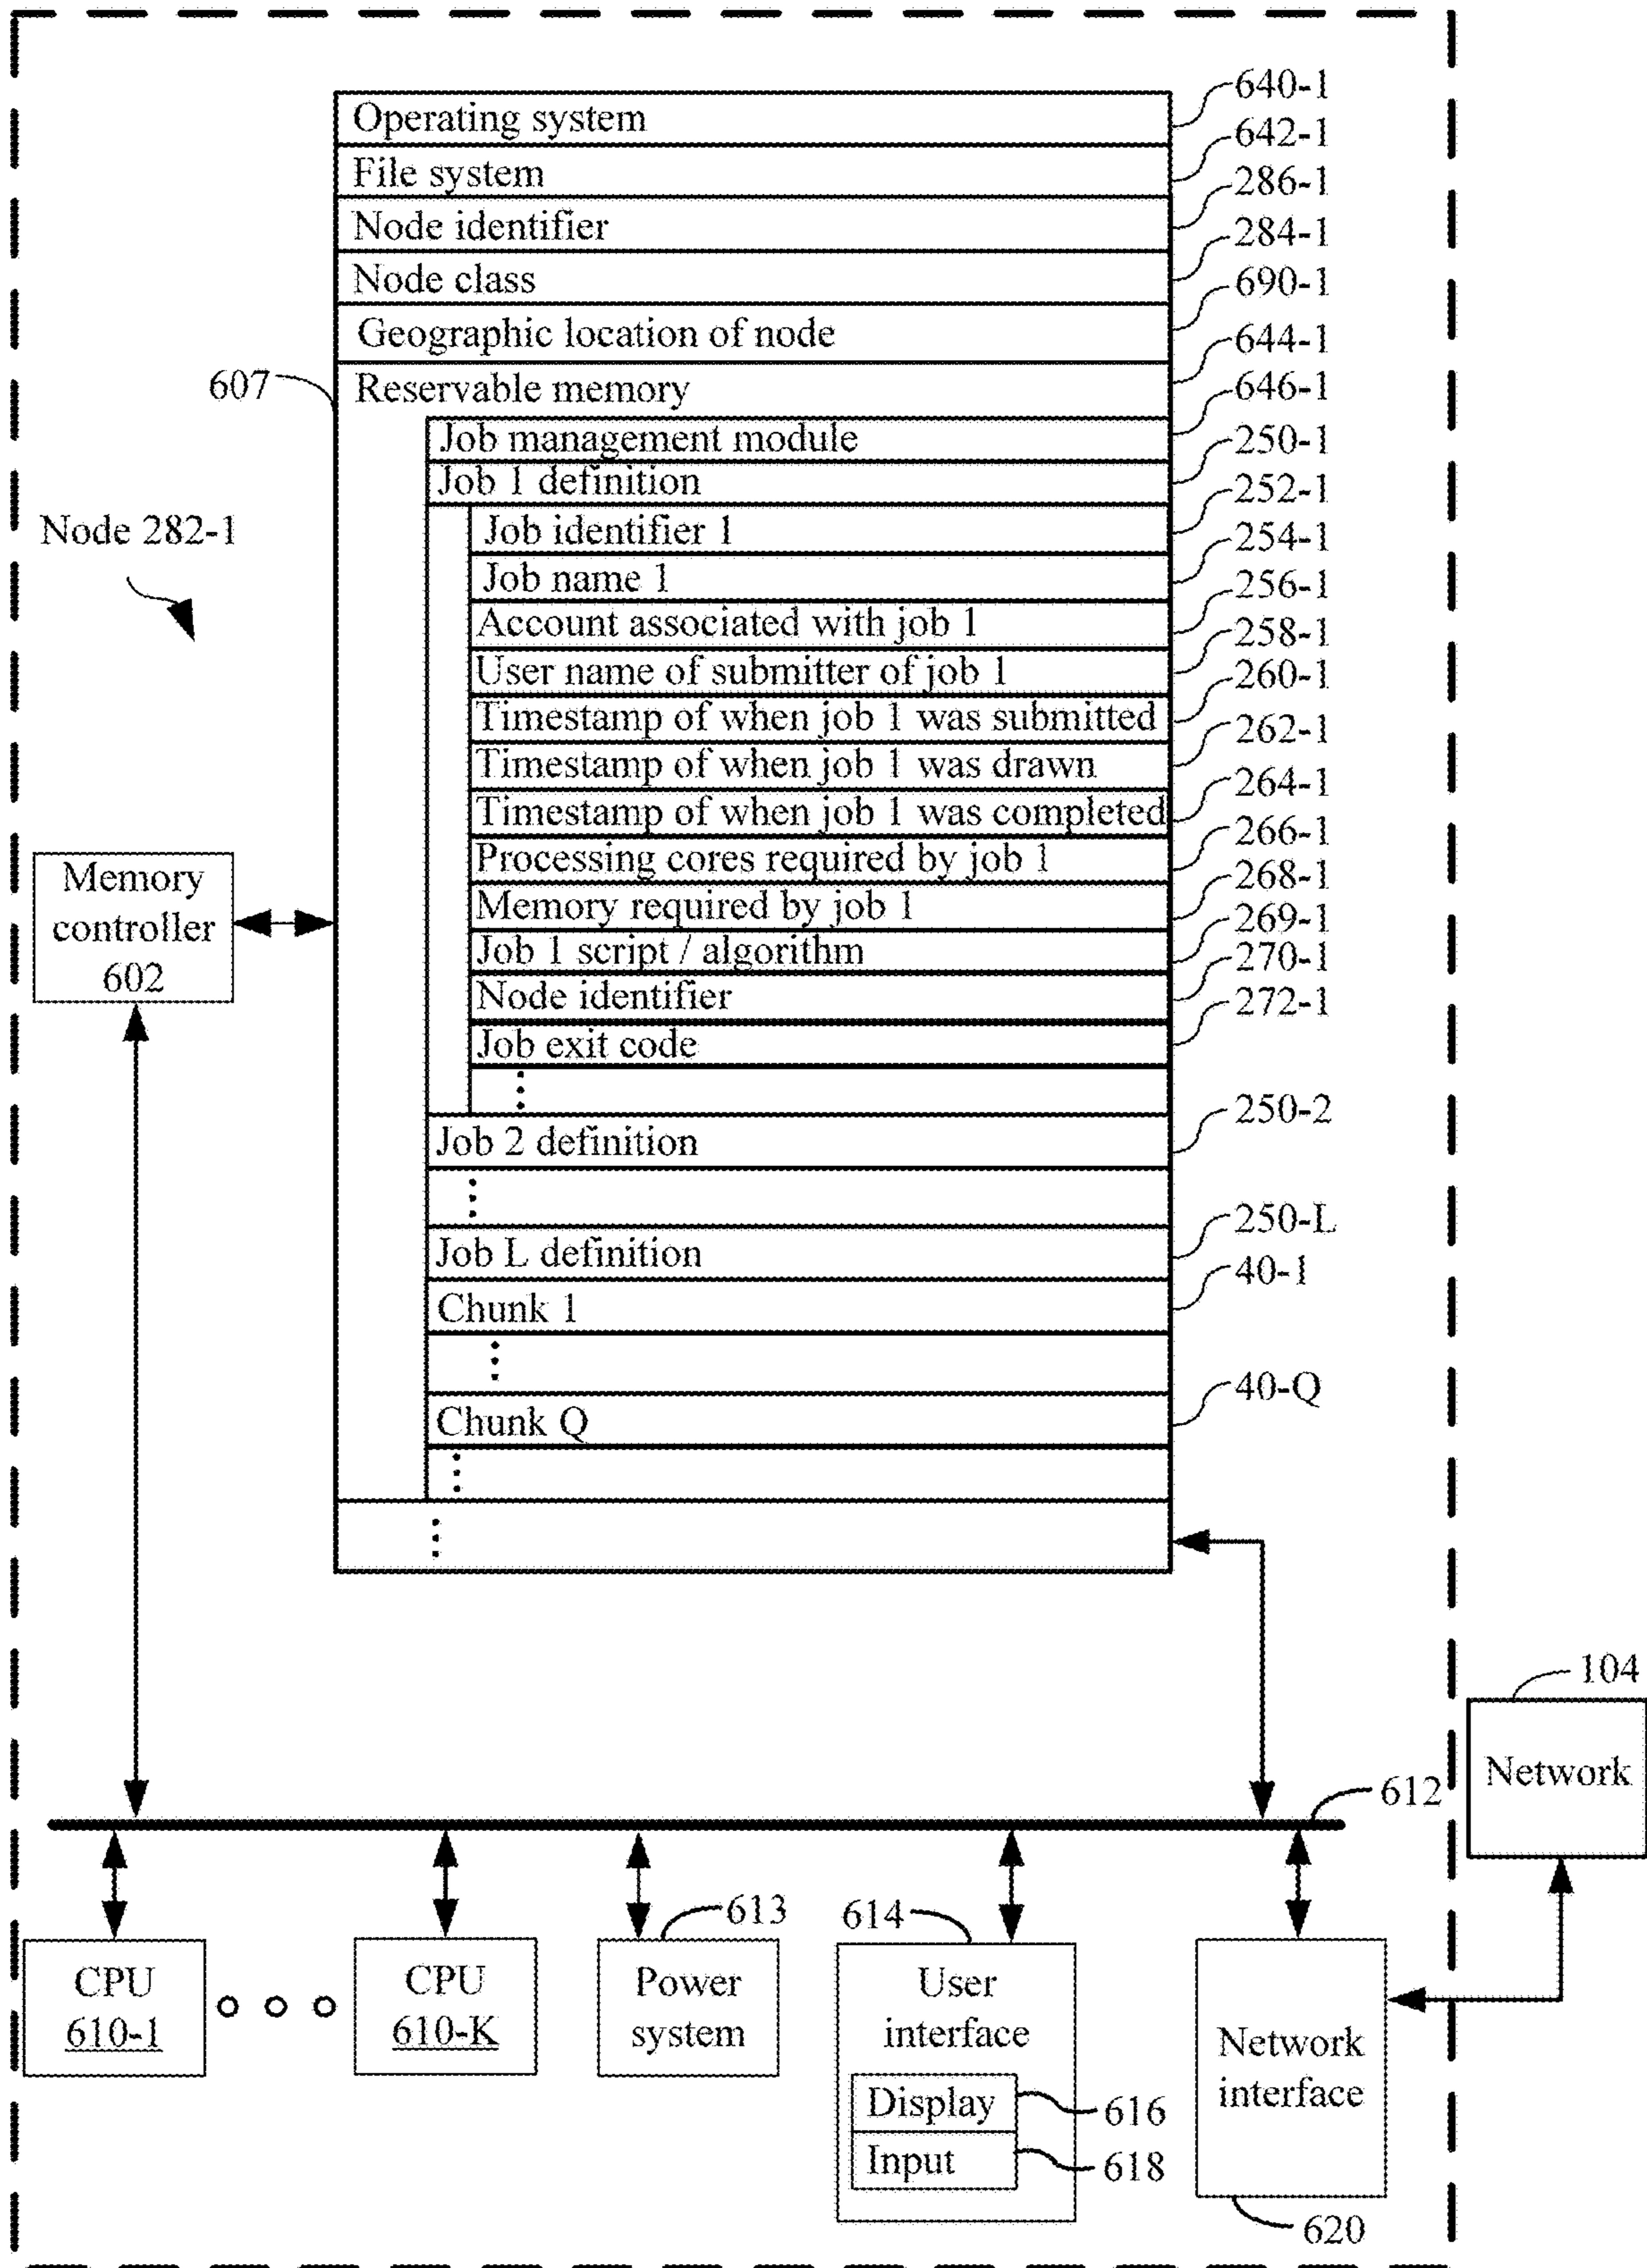 640-1
Operating system
642-1
File system
286-1
Node identifier
284-1
Node class
690-1
Geographic location of node
644-1
607
Reservable memory
646-1
Job management module
250-1
Job 1 definition
252-1
Node 282-1
Job identifier 1
254-1
Job name 1
256-1
Account associated with job 1
258-1
User name of submitter of job 1
260-1
Timestamp of when job 1 was submitted
262-1
Timestamp of when job 1 was drawn
264-1
Timestamp of when job 1 was completed
266-1
Processing cores required by job 1
268-1
Memory required by job 1
269-1
Job 1 script / algorithm
270-1
Node identifier
272-1
Job exit code
Memory
controller
602
250-2
Job 2 definition
250-L
Job L definition
40-1
Chunk 1
40-Q
Chunk Q
104
Network
612
613
614
CPU
610-1
CPU
610-K
Power
system
User
interface
Display
616
Input
618
Network
interface
620